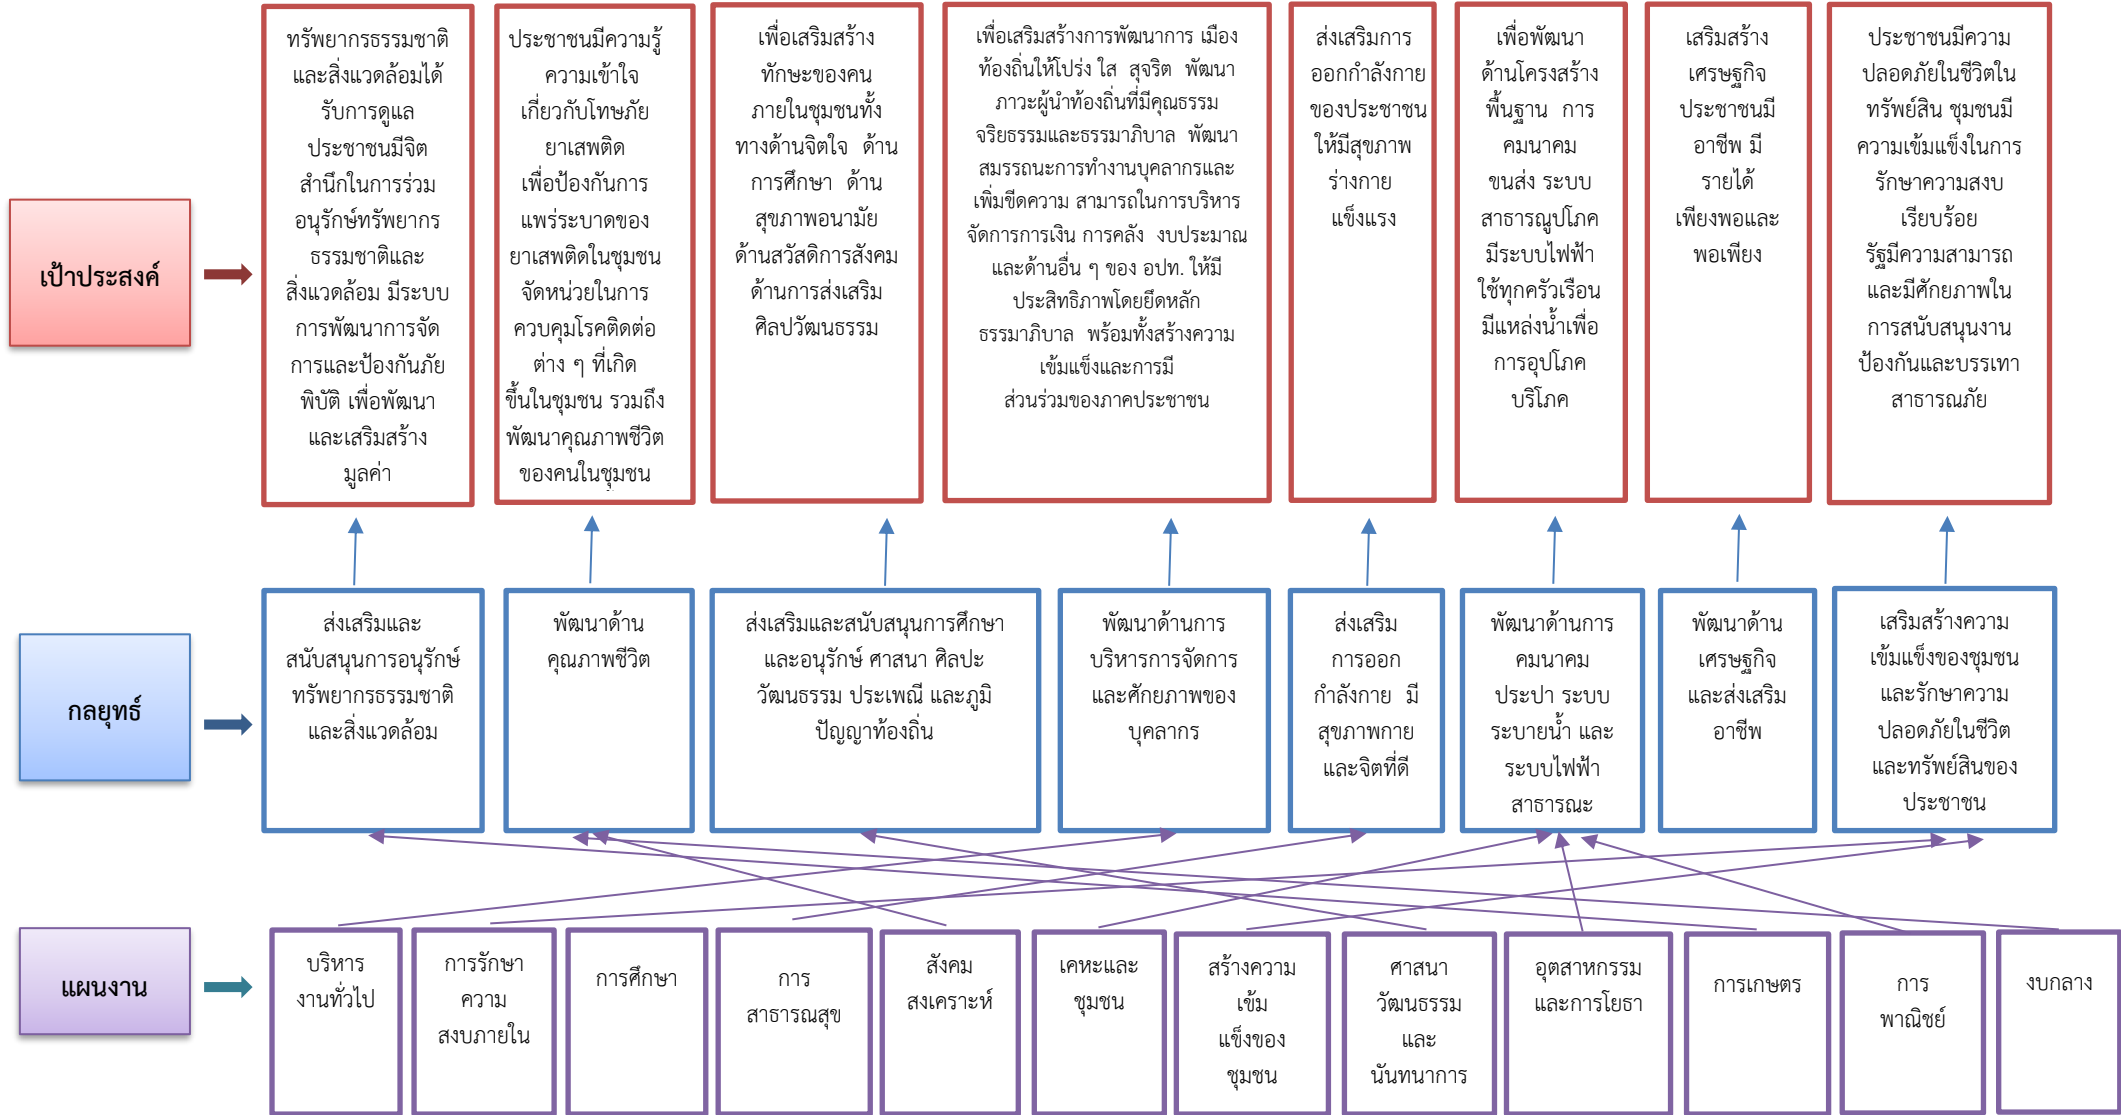 เป้าประสงค์
ทรัพยากรธรรมชาติ
และสิ่งแวดล้อมได้
รับการดูแล
ประชาชนมีจิต
สำนึกในการร่วม
อนุรักษ์ทรัพยากร
ธรรมชาติและ
สิ่งแวดล้อม มีระบบ
การพัฒนาการจัด
การและป้องกันภัย
พิบัติ เพื่อพัฒนา
และเสริมสร้าง
มูลค่า
ประชาชนมีความรู้
ความเข้าใจ
เกี่ยวกับโทษภัย
ยาเสพติด
เพื่อป้องกันการ
แพร่ระบาดของ
ยาเสพติดในชุมชน
จัดหน่วยในการ
ควบคุมโรคติดต่อ
ต่าง ๆ ที่เกิด
ขึ้นในชุมชน รวมถึง
พัฒนาคุณภาพชีวิต
ของคนในชุมชน
เพื่อเสริมสร้าง
ทักษะของคน
ภายในชุมชนทั้ง
ทางด้านจิตใจ ด้าน
การศึกษา ด้าน
สุขภาพอนามัย
ด้านสวัสดิการสังคม
ด้านการส่งเสริม
ศิลปวัฒนธรรม
เพื่อเสริมสร้างการพัฒนาการ เมือง
ท้องถิ่นให้โปร่ง ใส สุจริต พัฒนา
ภาวะผู้นำท้องถิ่นที่มีคุณธรรม
จริยธรรมและธรรมาภิบาล พัฒนา
สมรรถนะการทำงานบุคลากรและ
เพิ่มขีดความ สามารถในการบริหาร
จัดการการเงิน การคลัง งบประมาณ
และด้านอื่น ๆ ของ อปท. ให้มี
ประสิทธิภาพโดยยึดหลัก
ธรรมาภิบาล พร้อมทั้งสร้างความ
เข้มแข็งและการมี
ส่วนร่วมของภาคประชาชน
ส่งเสริมการ
ออกกำลังกาย
ของประชาชน
ให้มีสุขภาพ
ร่างกาย
แข็งแรง
เพื่อพัฒนา
ด้านโครงสร้าง
พื้นฐาน การ
คมนาคม
ขนส่ง ระบบ
สาธารณูปโภค
มีระบบไฟฟ้า
ใช้ทุกครัวเรือน
มีแหล่งน้ำเพื่อ
การอุปโภค
บริโภค
เสริมสร้าง
เศรษฐกิจ
ประชาชนมี
อาชีพ มี
รายได้
เพียงพอและ
พอเพียง
ประชาชนมีความ
ปลอดภัยในชีวิตใน
ทรัพย์สิน ชุมชนมี
ความเข้มแข็งในการ
รักษาความสงบ
เรียบร้อย
รัฐมีความสามารถ
และมีศักยภาพใน
การสนับสนุนงาน
ป้องกันและบรรเทา
สาธารณภัย
กลยุทธ์
ส่งเสริมและ
สนับสนุนการอนุรักษ์
ทรัพยากรธรรมชาติ
และสิ่งแวดล้อม
พัฒนาด้าน
คุณภาพชีวิต
ส่งเสริมและสนับสนุนการศึกษา
และอนุรักษ์ ศาสนา ศิลปะ
วัฒนธรรม ประเพณี และภูมิ
ปัญญาท้องถิ่น
พัฒนาด้านการ
บริหารการจัดการ
และศักยภาพของ
บุคลากร
ส่งเสริม
การออก
กำลังกาย มี
สุขภาพกาย
และจิตที่ดี
พัฒนาด้านการ
คมนาคม
ประปา ระบบ
ระบายน้ำ และ
ระบบไฟฟ้า
สาธารณะ
พัฒนาด้าน
เศรษฐกิจ
และส่งเสริม
อาชีพ
เสริมสร้างความ
เข้มแข็งของชุมชน
และรักษาความ
ปลอดภัยในชีวิต
และทรัพย์สินของ
ประชาชน
แผนงาน
บริหาร
งานทั่วไป
การรักษา
ความ
สงบภายใน
การศึกษา
การ
สาธารณสุข
สังคม
สงเคราะห์
เคหะและ
ชุมชน
สร้างความ
เข้ม
แข็งของ
ชุมชน
ศาสนา
วัฒนธรรม
และ
นันทนาการ
อุตสาหกรรม
และการโยธา
การเกษตร
การ
พาณิชย์
งบกลาง